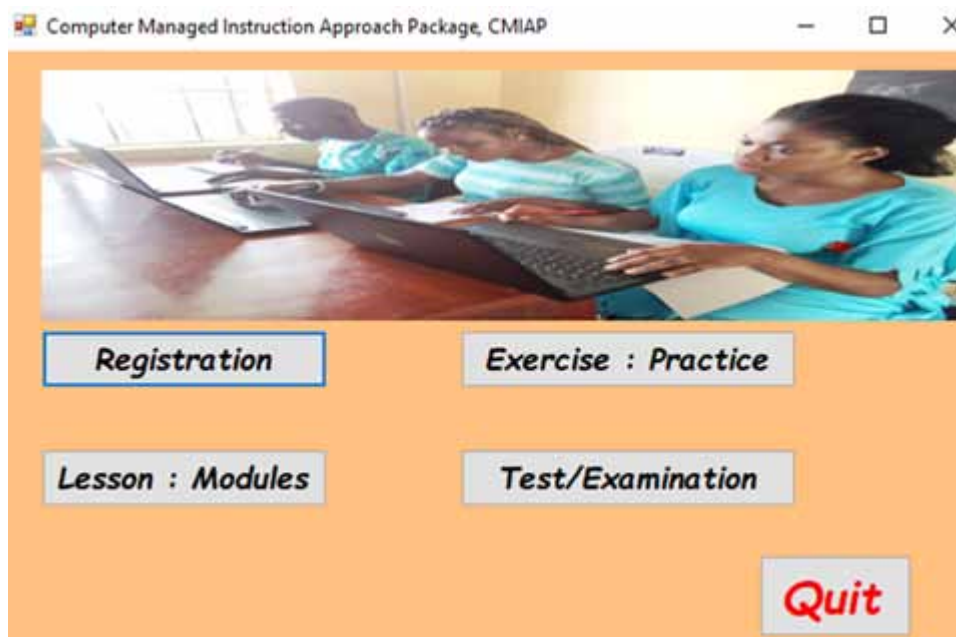 Computer Managed Instruction Approach Package, CMIAP
Registration
Exercise : Practice
Lesson : Modules
Test/Examination
Quit